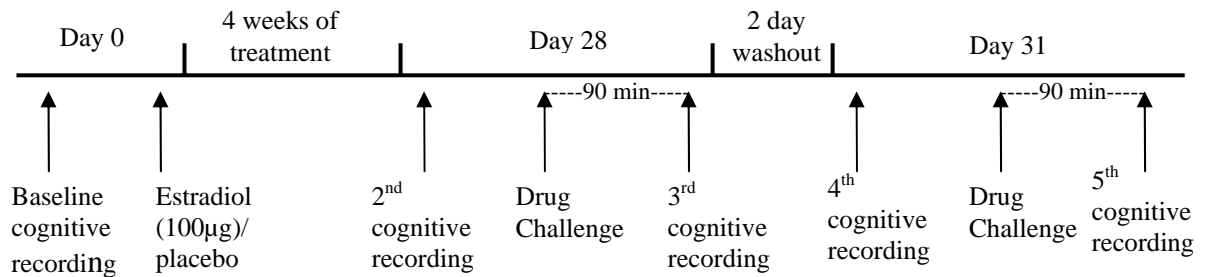 Day 0
4 weeks of
treatment
Day 28
2 day
washout
Day 31
-----90 min-----
-----90 min-----
Baseline
cognitive
recording
Estradiol
(100µg)/
placebo
2nd
cognitive
recording
Drug
Challenge
3rd
cognitive
recording
4th
cognitive
recording
Drug
Challenge
5th
cognitive
recording